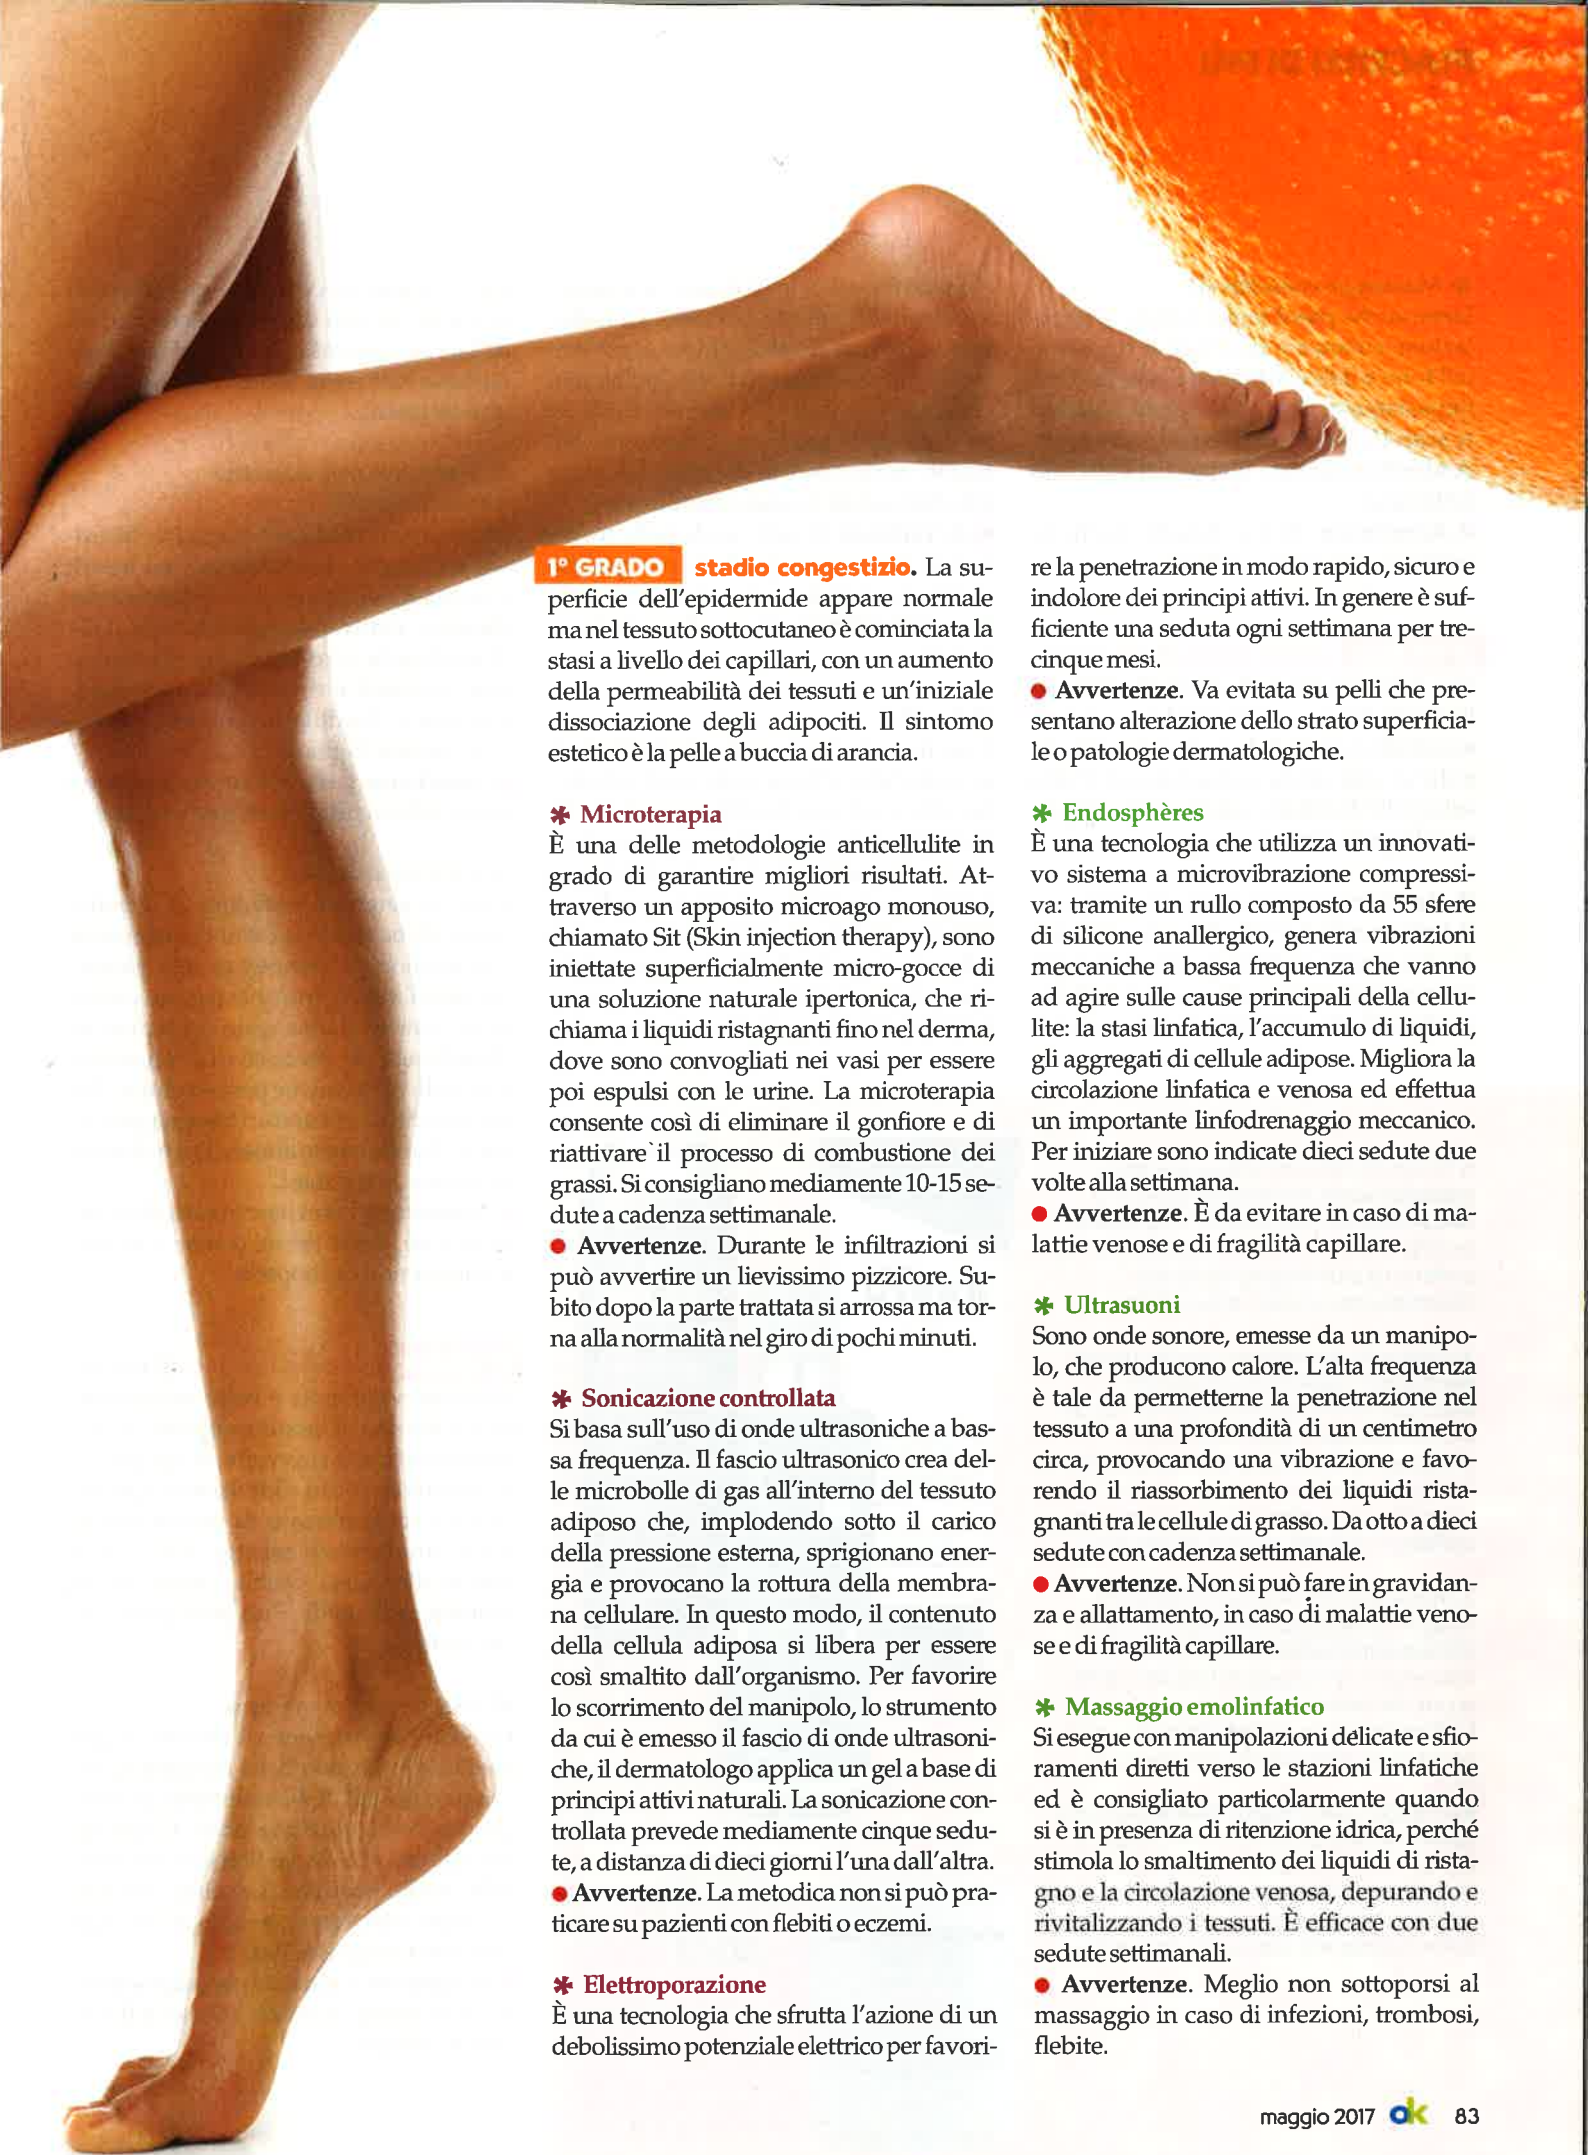 1° GRADO stadio congestizio. La su-
perficie dell'epidermide appare normale
ma nel tessuto sottocutaneo è cominciata la
stasi a livello dei capillari, con un aumento
della permeabilità dei tessuti e un'iniziale
dissociazione degli adipociti. Il sintomo
estetico è la pelle a buccia di arancia.
* Microterapia
È una delle metodologie anticellulite in
grado di garantire migliori risultati. At-
traverso un apposito microago monouso,
chiamato Sit (Skin injection therapy), sono
iniettate superficialmente micro-gocce di
una soluzione naturale ipertonica, che ri-
chiama i liquidi ristagnanti fino nel derma,
dove sono convogliati nei vasi per essere
poi espulsi con le urine. La microterapia
consente così di eliminare il gonfiore e di
riattivare il processo di combustione dei
grassi. Si consigliano mediamente 10-15 se-
dute a cadenza settimanale.
● Avvertenze. Durante le infiltrazioni si
può avvertire un lievissimo pizzicore. Su-
bito dopo la parte trattata si arrossa ma tor-
na alla normalità nel giro di pochi minuti.
* Sonicazione controllata
Si basa sull'uso di onde ultrasoniche a bas-
sa frequenza. Il fascio ultrasonico crea del-
le microbolle di gas all'interno del tessuto
adiposo che, implodendo sotto il carico
della pressione esterna, sprigionano ener-
gia e provocano la rottura della membra-
na cellulare. In questo modo, il contenuto
della cellula adiposa si libera per essere
così smaltito dall'organismo. Per favorire
lo scorrimento del manipolo, lo strumento
da cui è emesso il fascio di onde ultrasoni-
che, il dermatologo applica un gel a base di
principi attivi naturali. La sonicazione con-
trollata prevede mediamente cinque sedu-
te, a distanza di dieci giorni l'una dall'altra.
● Avvertenze. La metodica non si può pra-
ticare su pazienti con flebiti o eczemi.
* Elettroporazione
È una tecnologia che sfrutta l'azione di un
debolissimo potenziale elettrico per favori-
re la penetrazione in modo rapido, sicuro e
indolore dei principi attivi. In genere è suf-
ficiente una seduta ogni settimana per tre-
cinque mesi.
● Avvertenze. Va evitata su pelli che pre-
sentano alterazione dello strato superficia-
le o patologie dermatologiche.
* Endosphères
È una tecnologia che utilizza un innovati-
vo sistema a microvibrazione compressi-
va: tramite un rullo composto da 55 sfere
di silicone anallergico, genera vibrazioni
meccaniche a bassa frequenza che vanno
ad agire sulle cause principali della cellu-
lite: la stasi linfatica, l'accumulo di liquidi,
gli aggregati di cellule adipose. Migliora la
circolazione linfatica e venosa ed effettua
un importante linfodrenaggio meccanico.
Per iniziare sono indicate dieci sedute due
volte alla settimana.
● Avvertenze. È da evitare in caso di ma-
lattie venose e di fragilità capillare.
* Ultrasuoni
Sono onde sonore, emesse da un manipo-
lo, che producono calore. L'alta frequenza
è tale da permetterne la penetrazione nel
tessuto a una profondità di un centimetro
circa, provocando una vibrazione e favo-
rendo il riassorbimento dei liquidi rista-
gnanti tra le cellule di grasso. Da otto a dieci
sedute con cadenza settimanale.
● Avvertenze. Non si può fare in gravidan-
za e allattamento, in caso di malattie veno-
se e di fragilità capillare.
* Massaggio emolinfatico
Si esegue con manipolazioni delicate e sfio-
ramenti diretti verso le stazioni linfatiche
ed è consigliato particolarmente quando
si è in presenza di ritenzione idrica, perché
stimola lo smaltimento dei liquidi di rista-
gno e la circolazione venosa, depurando e
rivitalizzando i tessuti. È efficace con due
sedute settimanali.
● Avvertenze. Meglio non sottoporsi al
massaggio in caso di infezioni, trombosi,
flebite.
maggio 2017 ok 83